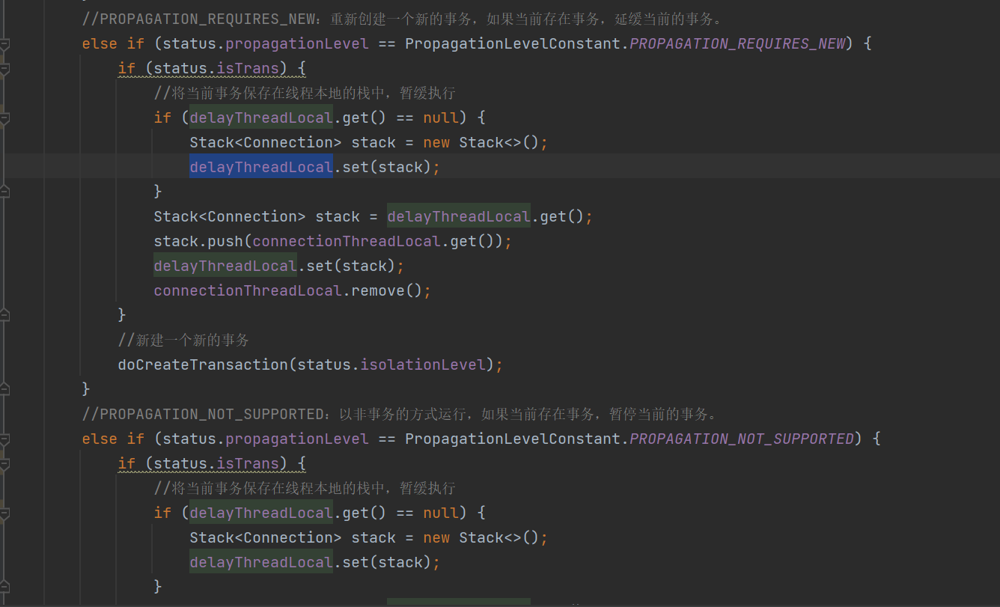 //PROPAGATION_REQUIRES_NEW：重新创建一个新的事务，如果当前存在事务，延缓当前的事务。
else if (status.propagationLevel == PropagationLevelConstant.PROPAGATION_REQUIRES_NEW) {
if (status.isTrans) {
//将当前事务保存在线程本地的栈中，暂缓执行
if (delayThreadLocal.get() == null) {
Stack<Connection> stack = new Stack<>();
delayThreadLocal.set(stack);
}
Stack<Connection> stack = delayThreadLocal.get();
stack.push(connectionThreadLocal.get());
delayThreadLocal.set(stack);
connectionThreadLocal.remove();
}
//新建一个新的事务
doCreateTransaction(status.isolationLevel);
}
//PROPAGATION_NOT_SUPPORTED：以非事务的方式运行，如果当前存在事务，暂停当前的事务。
else if (status.propagationLevel == PropagationLevelConstant.PROPAGATION_NOT_SUPPORTED) {
if (status.isTrans) {
//将当前事务保存在线程本地的栈中，暂缓执行
if (delayThreadLocal.get() == null) {
Stack<Connection> stack = new Stack<>();
delayThreadLocal.set(stack);
}